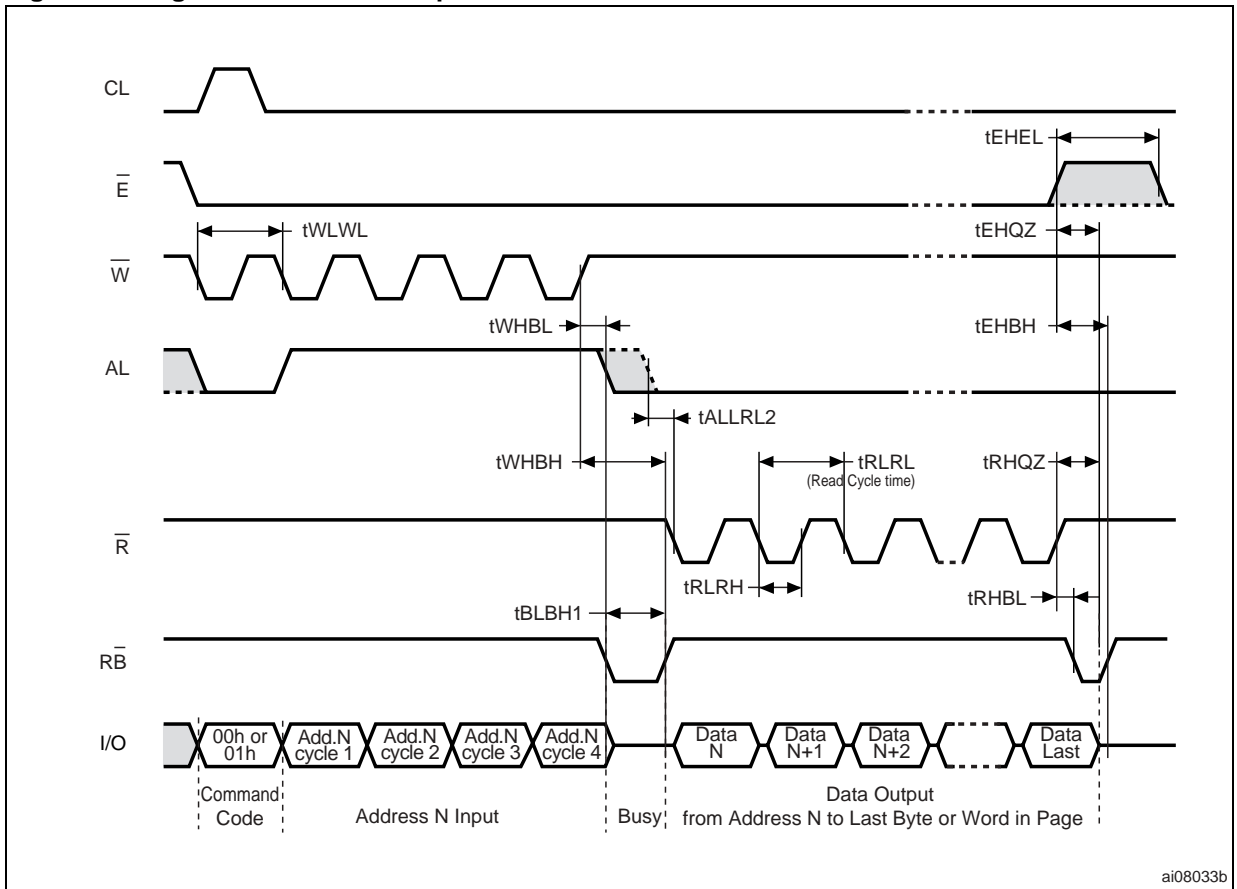 CL
tEHEL
E
tWLWL
tEHQZ
W
tWHBL
tEHBH
AL
tALLRL2
tWHBH
tRLRL
tRHQZ
(Read Cycle time)
R
tRLRH
tRHBL
tBLBH1
RB
I/O
00h or
01h
Add.N
cycle 1
Add.N
cycle 2
Add.N
cycle 3
Add.N
cycle 4
Data
N
Data
N+1
Data
N+2
Data
Last
Command
Code
Address N Input
Busy
Data Output
from Address N to Last Byte or Word in Page
ai08033b